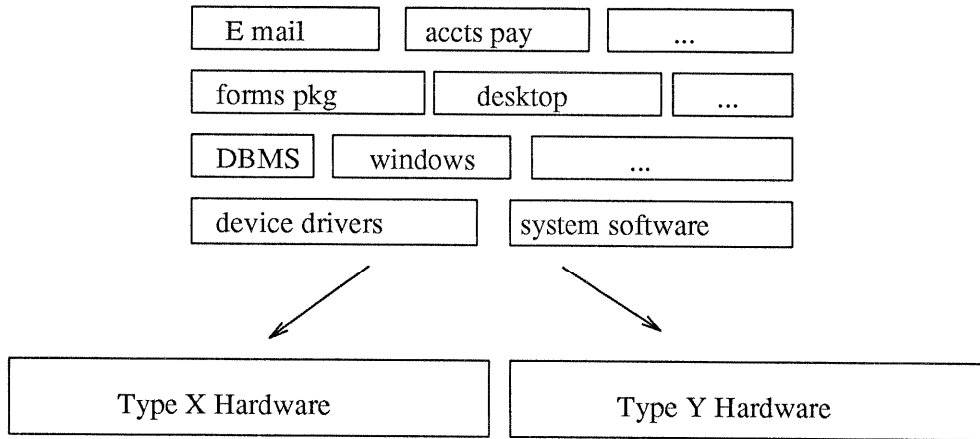 E mail accts pay ...
forms pkg desktop ...
DBMS windows ...
device drivers system software
Type X Hardware Type Y Hardware